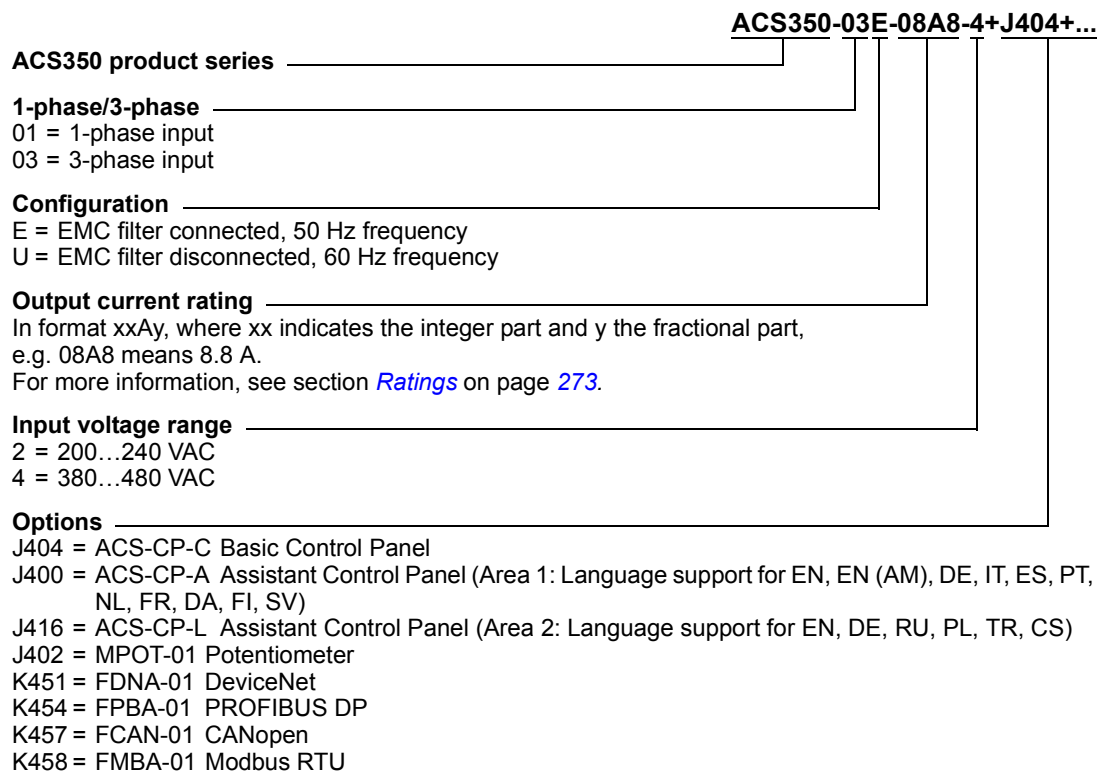 ACS350-03E-08A8-4+J404+...
ACS350 product series
1-phase/3-phase
01 = 1-phase input
03 = 3-phase input
Configuration
E = EMC filter connected, 50 Hz frequency
U = EMC filter disconnected, 60 Hz frequency
Output current rating
In format xxAy, where xx indicates the integer part and y the fractional part,
e.g. 08A8 means 8.8 A.
For more information, see section Ratings on page 273.
Input voltage range
2 = 200…240 VAC
4 = 380…480 VAC
Options
J404 = ACS-CP-C Basic Control Panel
J400 = ACS-CP-A Assistant Control Panel (Area 1: Language support for EN, EN (AM), DE, IT, ES, PT,
NL, FR, DA, FI, SV)
J416 = ACS-CP-L Assistant Control Panel (Area 2: Language support for EN, DE, RU, PL, TR, CS)
J402 = MPOT-01 Potentiometer
K451 = FDNA-01 DeviceNet
K454 = FPBA-01 PROFIBUS DP
K457 = FCAN-01 CANopen
K458 = FMBA-01 Modbus RTU